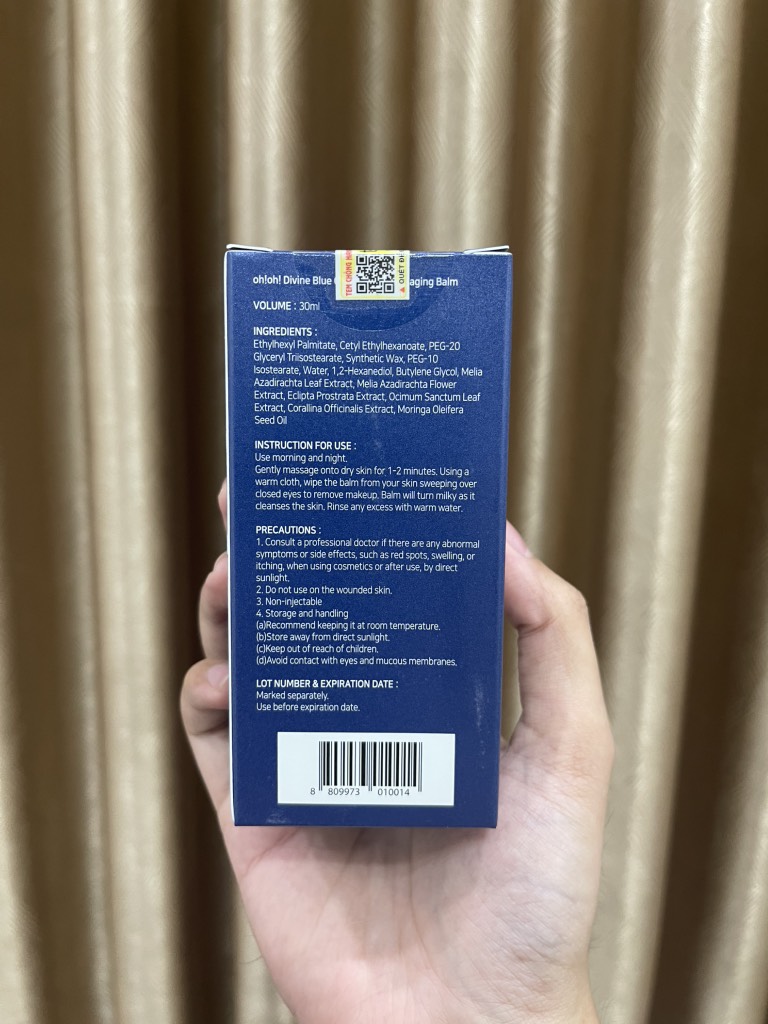 oh!oh! Divine Blue aging Balm
TEM CHỐNG
QUÉT
VOLUME : 30ml
INGREDIENTS :
Ethylhexyl Palmitate, Cetyl Ethylhexanoate, PEG-20
Glyceryl Triisostearate, Synthetic Wax, PEG-10
Isostearate, Water, 1,2-Hexanediol, Butylene Glycol, Melia
Azadirachta Leaf Extract, Melia Azadirachta Flower
Extract, Eclipta Prostrata Extract, Ocimum Sanctum Leaf
Extract, Corallina Officinalis Extract, Moringa Oleifera
Seed Oil
INSTRUCTION FOR USE :
Use morning and night.
Gently massage onto dry skin for 1-2 minutes. Using a
warm cloth, wipe the balm from your skin sweeping over
closed eyes to remove makeup. Balm will turn milky as it
cleanses the skin. Rinse any excess with warm water.
PRECAUTIONS :
1. Consult a professional doctor if there are any abnormal
symptoms or side effects, such as red spots, swelling, or
itching, when using cosmetics or after use, by direct
sunlight.
2. Do not use on the wounded skin.
3. Non-injectable
4. Storage and handling
(a)Recommend keeping it at room temperature.
(b)Store away from direct sunlight.
(c)Keep out of reach of children.
(d)Avoid contact with eyes and mucous membranes.
LOT NUMBER & EXPIRATION DATE :
Marked separately.
Use before expiration date.
8 809973 010014